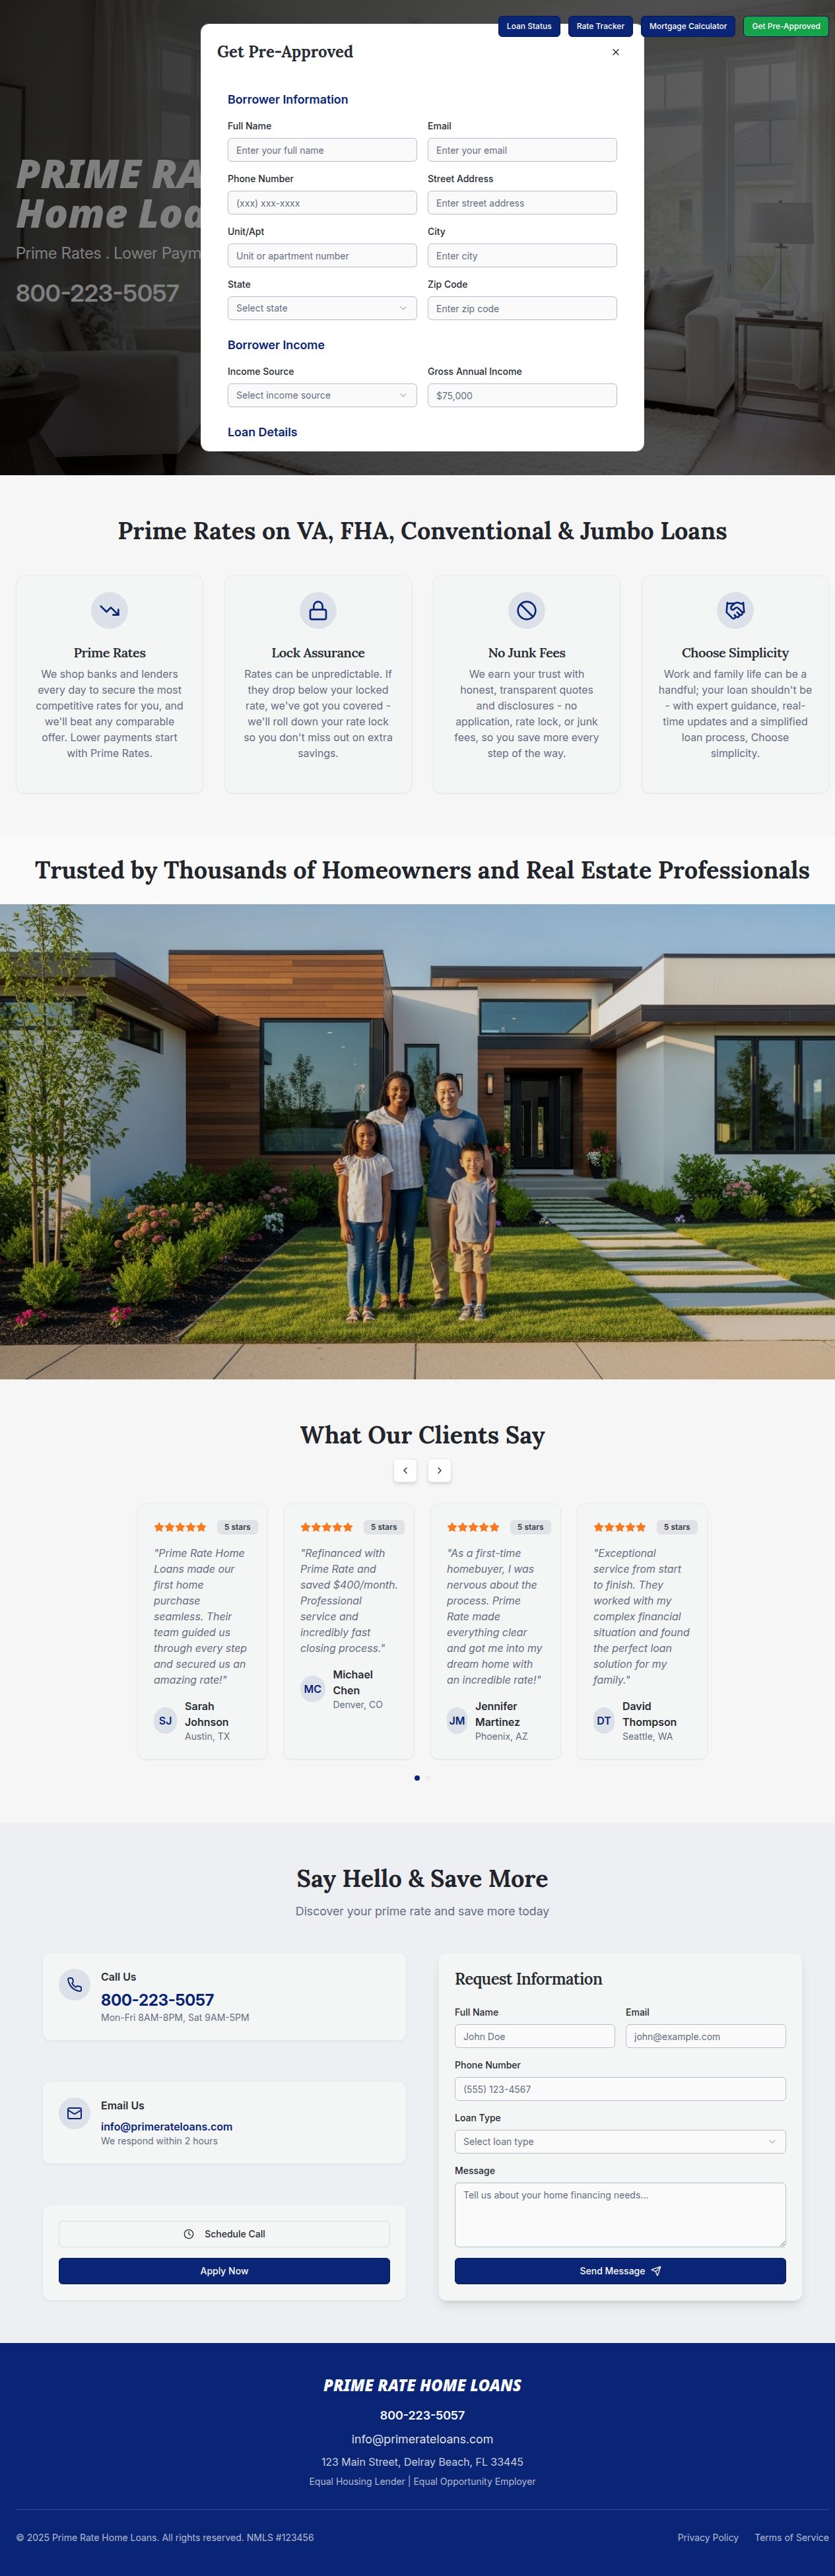 Loan Status
Rate Tracker
Mortgage Calculator
Get Pre-Approved
Get Pre-Approved
Borrower Information
Full Name
Email
Enter your full name
Enter your email
Phone Number
Street Address
(xxx) xxx-xxxx
Enter street address
Unit/Apt
City
Unit or apartment number
Enter city
State
Zip Code
Select state
Enter zip code
Borrower Income
Income Source
Gross Annual Income
Select income source
$75,000
Loan Details
PRIME RA
Home Loa
Prime Rates . Lower Paym
800-223-5057
Prime Rates on VA, FHA, Conventional & Jumbo Loans
Prime Rates
We shop banks and lenders
every day to secure the most
competitive rates for you, and
we'll beat any comparable
offer. Lower payments start
with Prime Rates.
Lock Assurance
Rates can be unpredictable. If
they drop below your locked
rate, we've got you covered -
we'll roll down your rate lock
so you don't miss out on extra
savings.
No Junk Fees
We earn your trust with
honest, transparent quotes
and disclosures - no
application, rate lock, or junk
fees, so you save more every
step of the way.
Choose Simplicity
Work and family life can be a
handful; your loan shouldn't be
- with expert guidance, real-
time updates and a simplified
loan process, Choose
simplicity.
Trusted by Thousands of Homeowners and Real Estate Professionals
What Our Clients Say
5 stars
"Prime Rate Home
Loans made our
first home
purchase
seamless. Their
team guided us
through every step
and secured us an
amazing rate!"
SJ
Sarah
Johnson
Austin, TX
5 stars
"Refinanced with
Prime Rate and
saved $400/month.
Professional
service and
incredibly fast
closing process."
MC
Michael
Chen
Denver, CO
5 stars
"As a first-time
homebuyer, I was
nervous about the
process. Prime
Rate made
everything clear
and got me into my
dream home with
an incredible rate!"
JM
Jennifer
Martinez
Phoenix, AZ
5 stars
"Exceptional
service from start
to finish. They
worked with my
complex financial
situation and found
the perfect loan
solution for my
family."
DT
David
Thompson
Seattle, WA
Say Hello & Save More
Discover your prime rate and save more today
Call Us
800-223-5057
Mon-Fri 8AM-8PM, Sat 9AM-5PM
Email Us
info@primerateloans.com
We respond within 2 hours
Schedule Call
Apply Now
Request Information
Full Name
Email
John Doe
john@example.com
Phone Number
(555) 123-4567
Loan Type
Select loan type
Message
Tell us about your home financing needs...
Send Message
PRIME RATE HOME LOANS
800-223-5057
info@primerateloans.com
123 Main Street, Delray Beach, FL 33445
Equal Housing Lender | Equal Opportunity Employer
© 2025 Prime Rate Home Loans. All rights reserved. NMLS #123456
Privacy Policy
Terms of Service